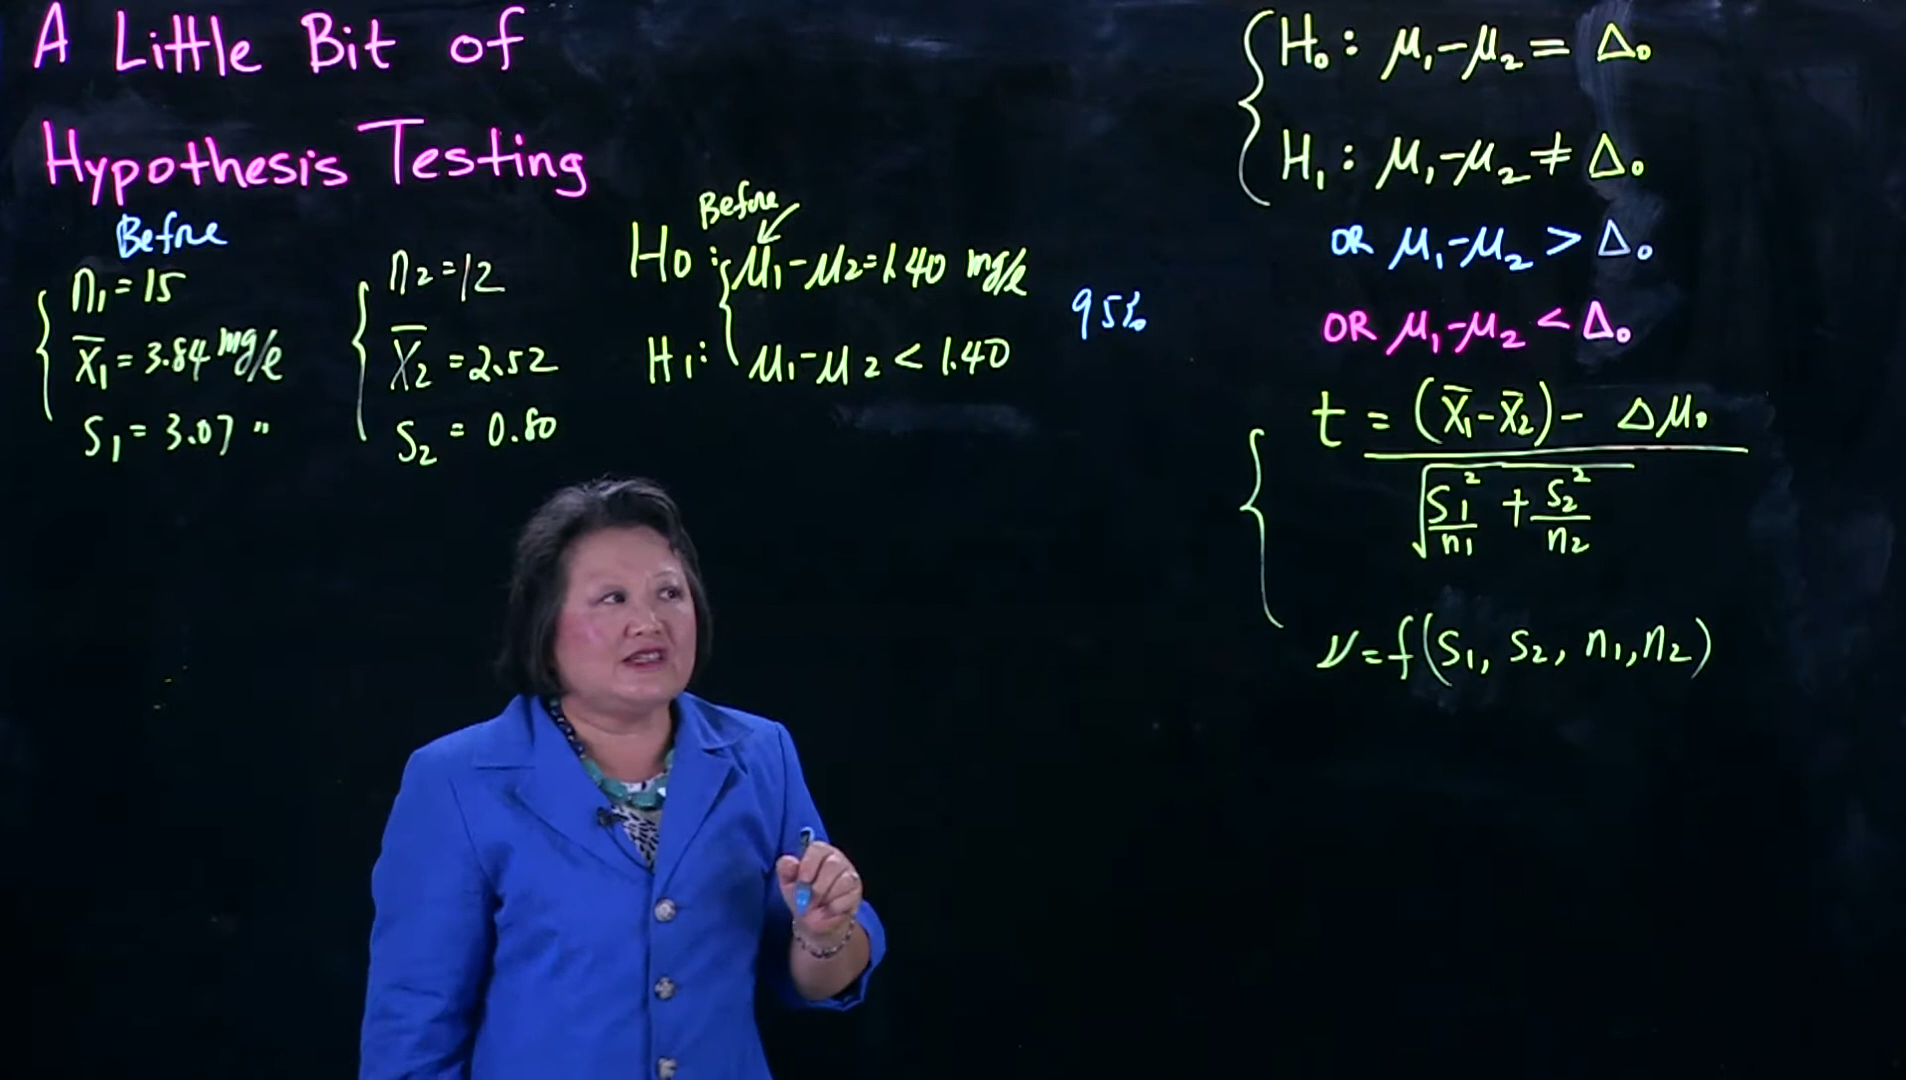 A Little Bit of
Hypothesis Testing
Before
n₁ = 15
x̄₁ = 3.84 mg/l
S₁ = 3.07 "
n₂ = 12
x̄₂ = 2.52
S₂ = 0.80
Before
H₀ : μ₁ - μ₂ = 1.40 mg/l
H₁ : μ₁ - μ₂ < 1.40
95%
H₀ : μ₁ - μ₂ = Δ₀
H₁ : μ₁ - μ₂ ≠ Δ₀
OR μ₁ - μ₂ > Δ₀
OR μ₁ - μ₂ < Δ₀
t = ((x̄₁ - x̄₂) - Δμ₀) / √(S₁²/n₁ + S₂²/n₂)
ν = f(S₁, S₂, n₁, n₂)